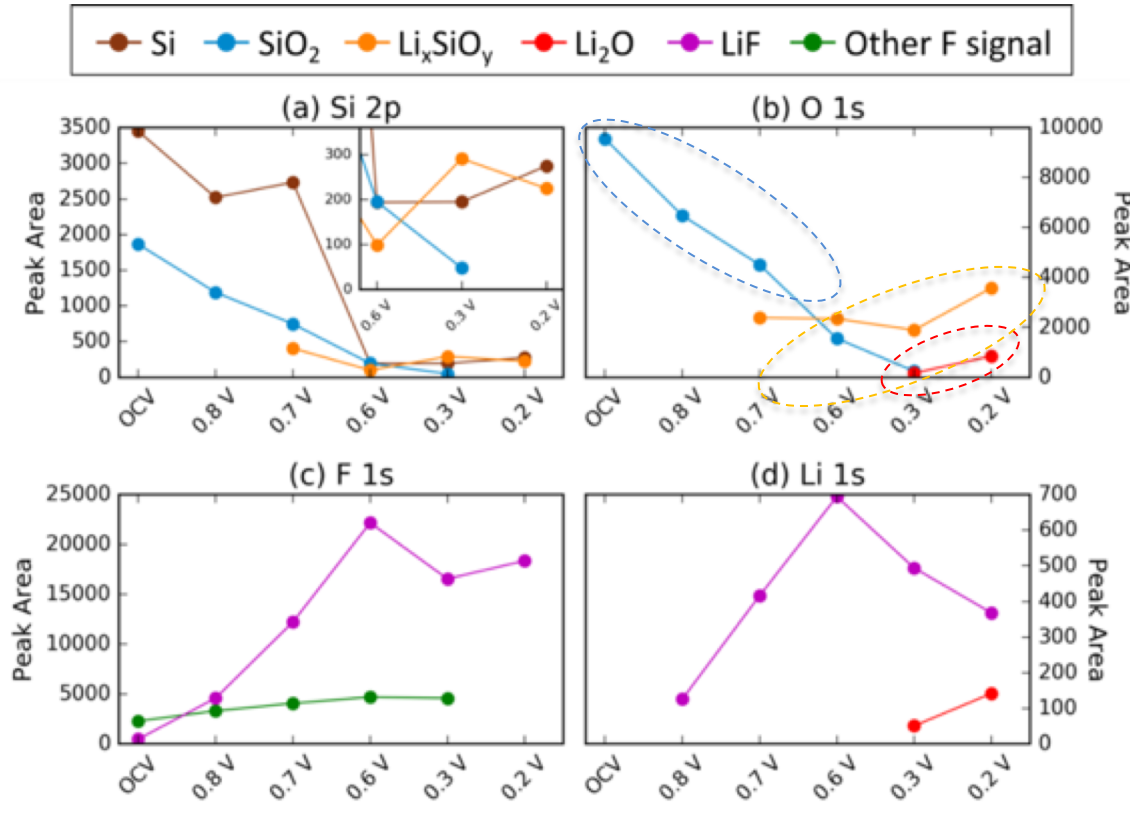 Si SiO₂ LiₓSiOᵧ Li₂O LiF Other F signal
(a) Si 2p
Peak Area
3500
3000
2500
2000
1500
1000
500
0
OCV 0.8 V 0.7 V 0.6 V 0.3 V 0.2 V
300
200
100
0
0.6 V 0.3 V 0.2 V
(b) O 1s
10000
8000
6000
4000
2000
0
Peak Area
OCV 0.8 V 0.7 V 0.6 V 0.3 V 0.2 V
(c) F 1s
Peak Area
25000
20000
15000
10000
5000
0
OCV 0.8 V 0.7 V 0.6 V 0.3 V 0.2 V
(d) Li 1s
700
600
500
400
300
200
100
0
Peak Area
OCV 0.8 V 0.7 V 0.6 V 0.3 V 0.2 V